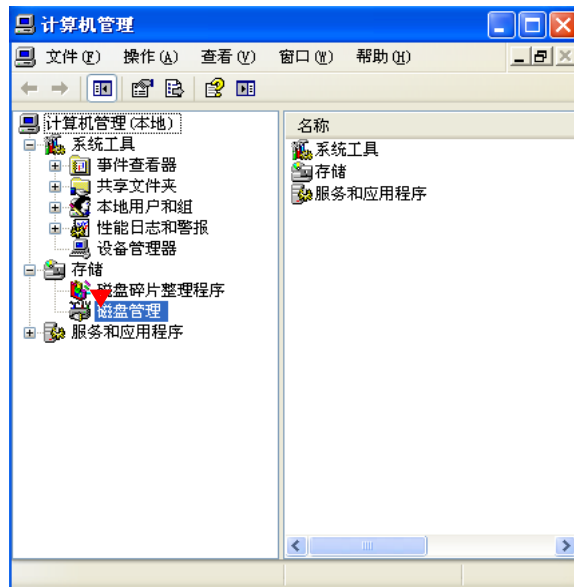 计算机管理
文件(F) 操作(A) 查看(V) 窗口(W) 帮助(H)
计算机管理(本地)
系统工具
事件查看器
共享文件夹
本地用户和组
性能日志和警报
设备管理器
存储
磁盘碎片整理程序
磁盘管理
服务和应用程序
名称
系统工具
存储
服务和应用程序